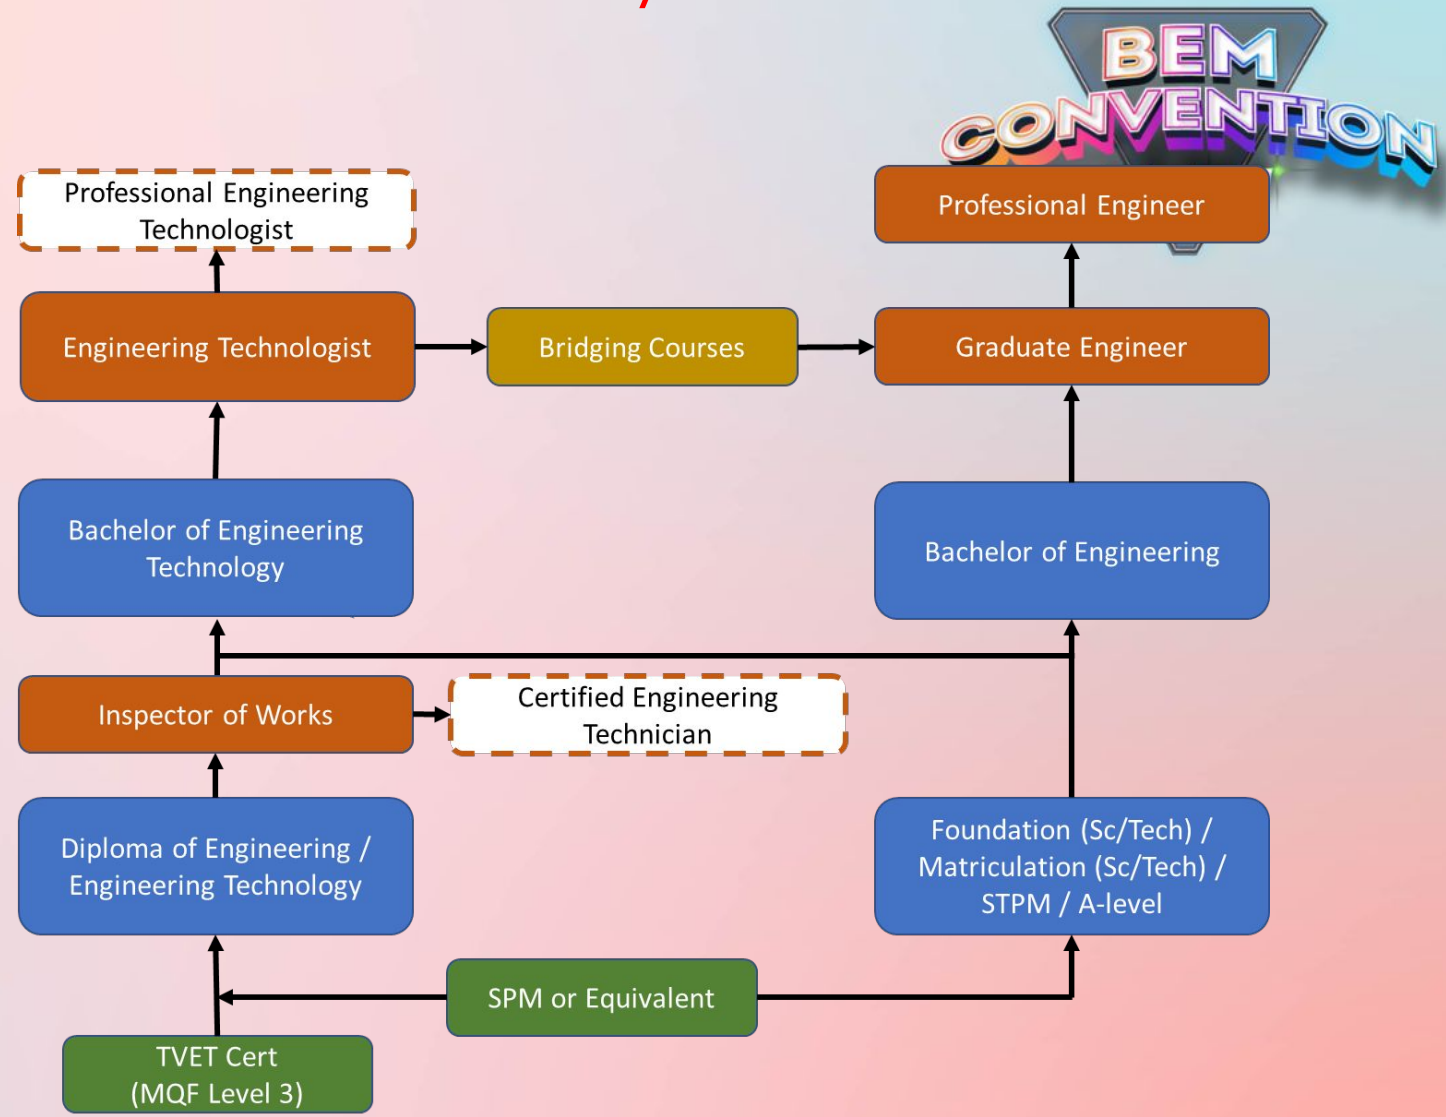 BEM
CONVENTION
Professional Engineering
Technologist
Professional Engineer
Engineering Technologist
Bridging Courses
Graduate Engineer
Bachelor of Engineering
Technology
Bachelor of Engineering
Inspector of Works
Certified Engineering
Technician
Diploma of Engineering /
Engineering Technology
Foundation (Sc/Tech) /
Matriculation (Sc/Tech) /
STPM / A-level
SPM or Equivalent
TVET Cert
(MQF Level 3)